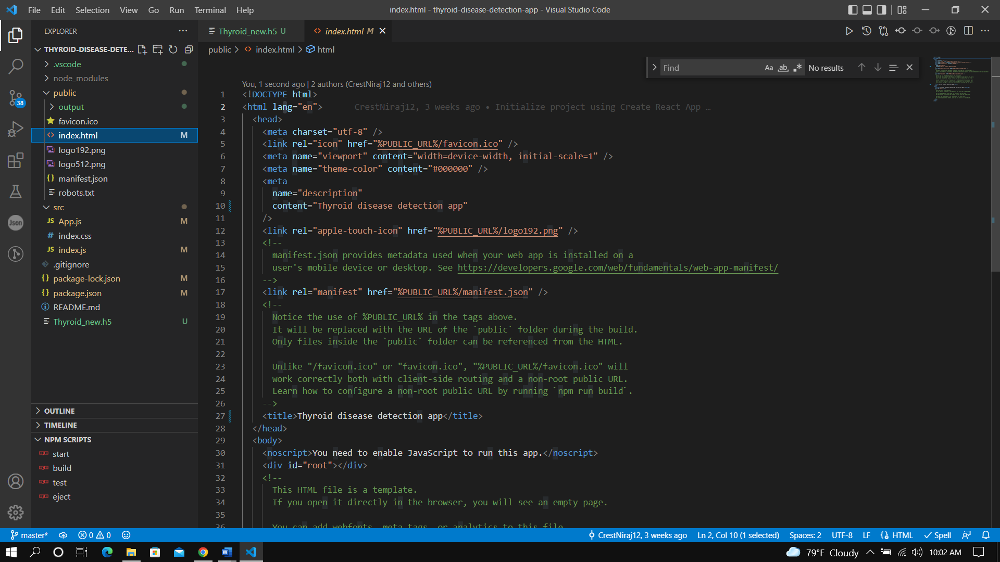 File Edit Selection View Go Run Terminal Help
index.html - thyroid-disease-detection-app - Visual Studio Code
EXPLORER
THYROID-DISEASE-DETE...
.vscode
node_modules
public
output
favicon.ico
index.html M
logo192.png
logo512.png
manifest.json
robots.txt
src
JS App.js M
# index.css
JS index.js M
.gitignore
{} package-lock.json M
{} package.json M
README.md
Thyroid_new.h5 U
OUTLINE
TIMELINE
NPM SCRIPTS
start
build
test
eject
38
Json
Thyroid_new.h5 U
index.html M
public > index.html > html
Find Aa ab .* No results
You, 1 second ago | 2 authors (CrestNiraj12 and others)
1 <!DOCTYPE html>
2 <html lang="en"> CrestNiraj12, 3 weeks ago • Initialize project using Create React App …
3 <head>
4 <meta charset="utf-8" />
5 <link rel="icon" href="%PUBLIC_URL%/favicon.ico" />
6 <meta name="viewport" content="width=device-width, initial-scale=1" />
7 <meta name="theme-color" content="#000000" />
8 <meta
9 name="description"
10 content="Thyroid disease detection app"
11 />
12 <link rel="apple-touch-icon" href="%PUBLIC_URL%/logo192.png" />
13 <!--
14 manifest.json provides metadata used when your web app is installed on a
15 user's mobile device or desktop. See https://developers.google.com/web/fundamentals/web-app-manifest/
16 -->
17 <link rel="manifest" href="%PUBLIC_URL%/manifest.json" />
18 <!--
19 Notice the use of %PUBLIC_URL% in the tags above.
20 It will be replaced with the URL of the `public` folder during the build.
21 Only files inside the `public` folder can be referenced from the HTML.
22
23 Unlike "/favicon.ico" or "favicon.ico", "%PUBLIC_URL%/favicon.ico" will
24 work correctly both with client-side routing and a non-root public URL.
25 Learn how to configure a non-root public URL by running `npm run build`.
26 -->
27 <title>Thyroid disease detection app</title>
28 </head>
29 <body>
30 <noscript>You need to enable JavaScript to run this app.</noscript>
31 <div id="root"></div>
32 <!--
33 This HTML file is a template.
34 If you open it directly in the browser, you will see an empty page.
35
36 You can add webfonts, meta tags, or analytics to this file.
master* 0 0
CrestNiraj12, 3 weeks ago Ln 2, Col 10 (1 selected) Spaces: 2 UTF-8 LF HTML Spell
79°F Cloudy 10:02 AM